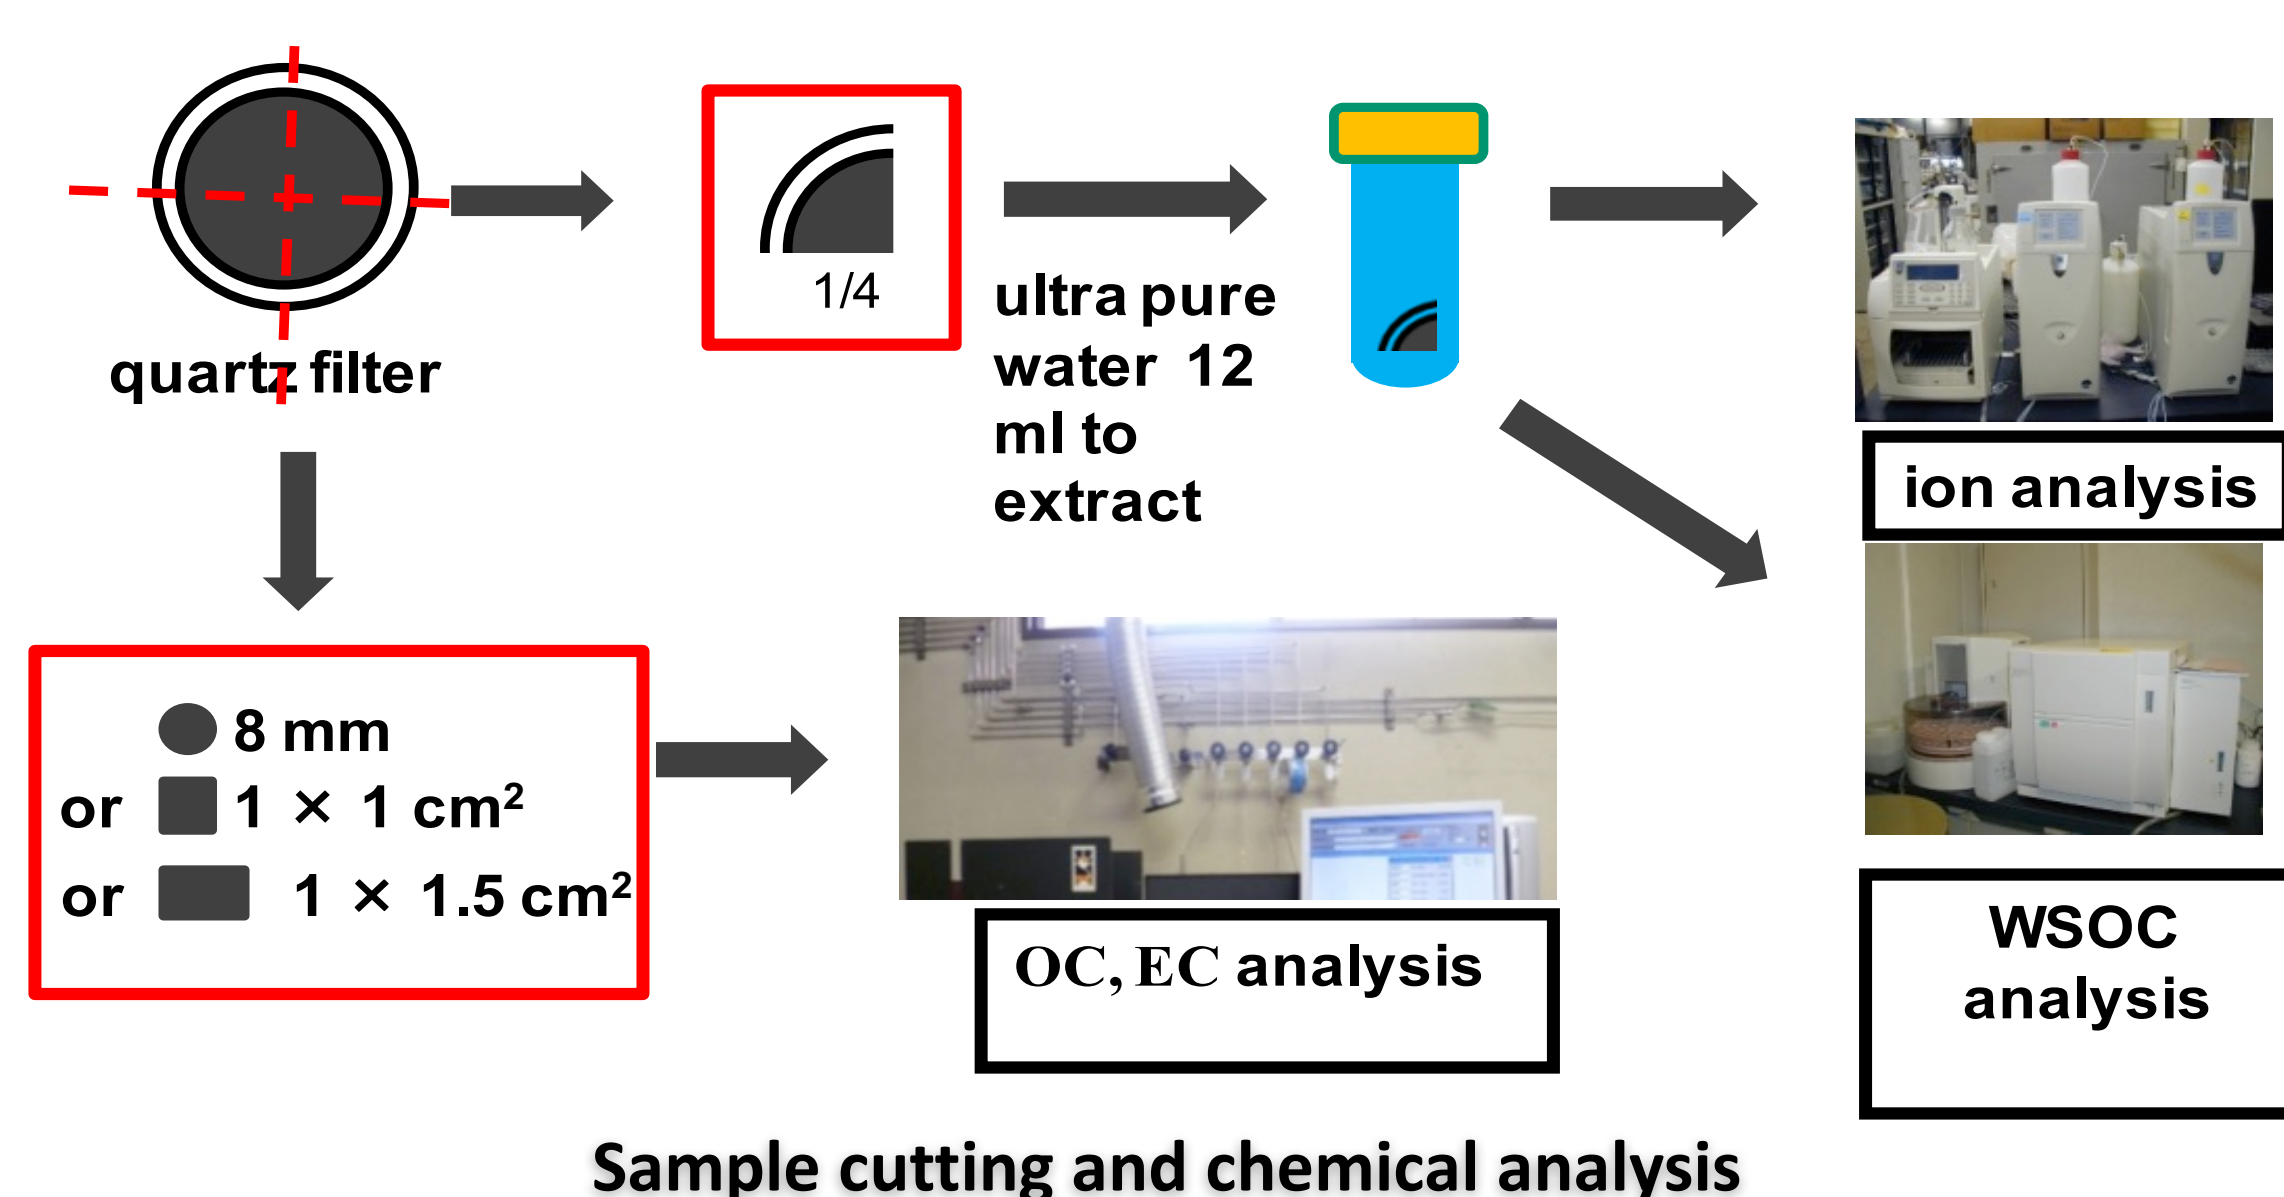 quartz filter
1/4
ultra pure
water 12
ml to
extract
ion analysis
8 mm
or 1 × 1 cm²
or 1 × 1.5 cm²
OC, EC analysis
WSOC
analysis
Sample cutting and chemical analysis